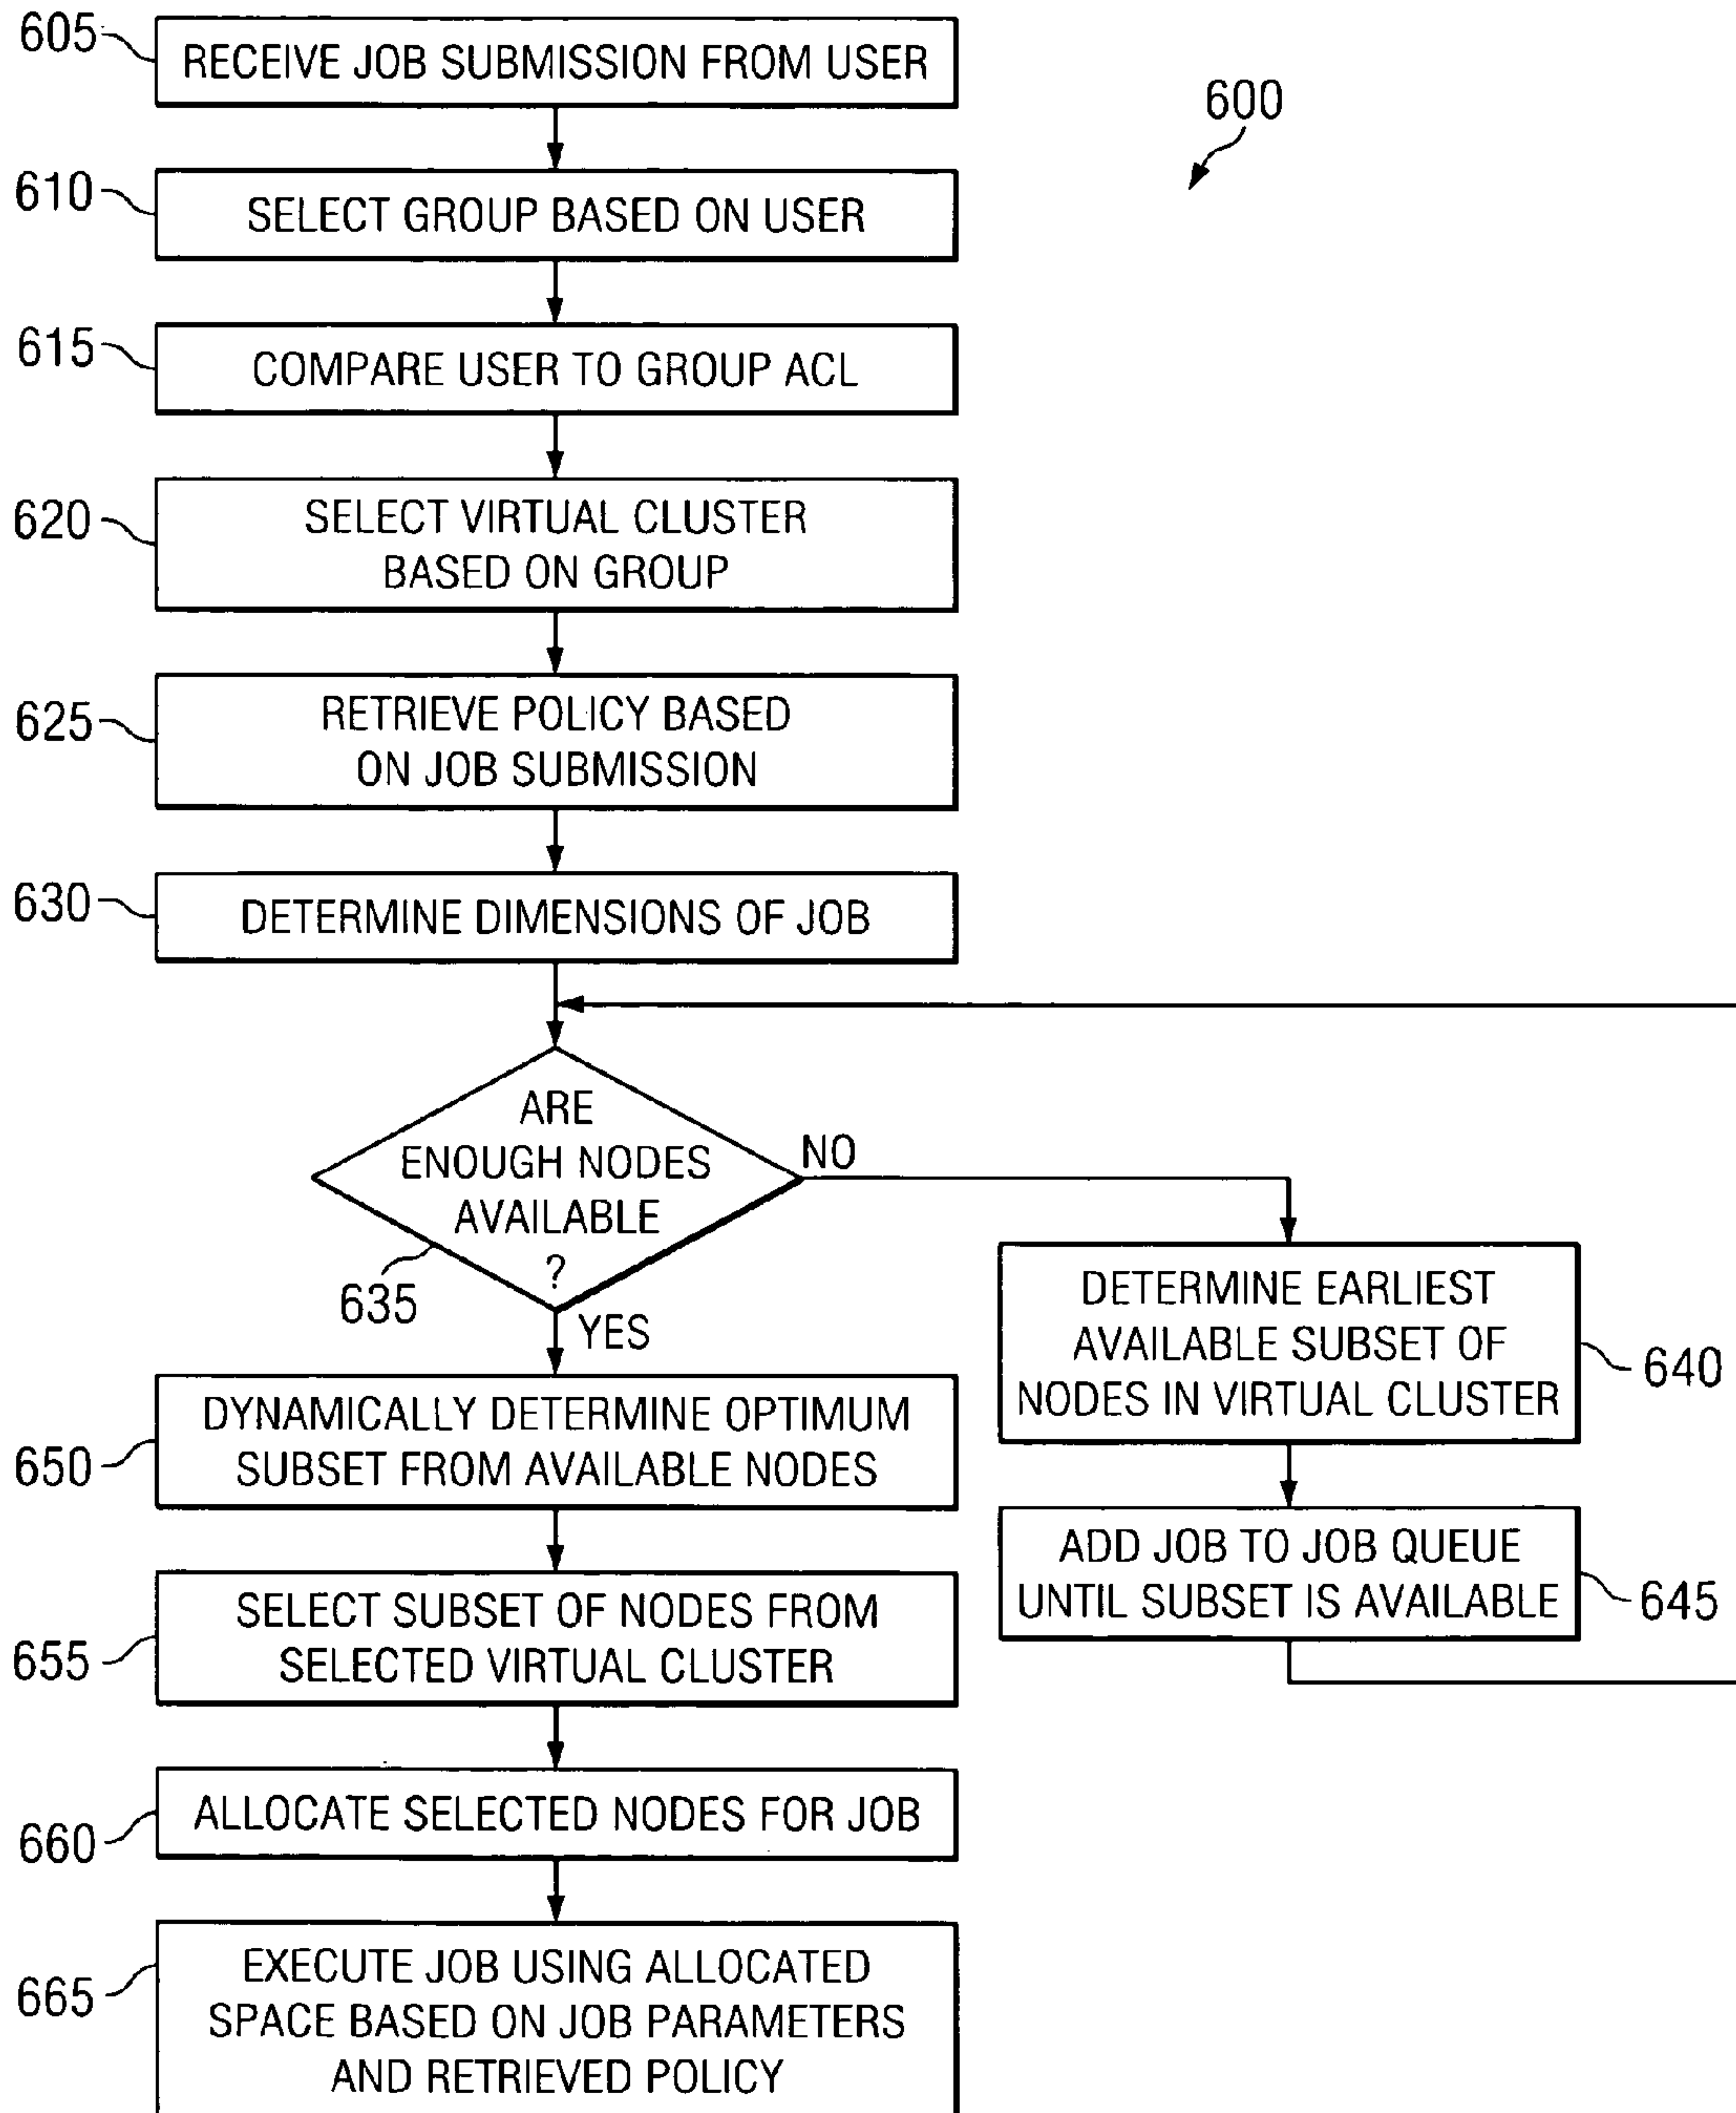 605
RECEIVE JOB SUBMISSION FROM USER
600
610
SELECT GROUP BASED ON USER
615
COMPARE USER TO GROUP ACL
620
SELECT VIRTUAL CLUSTER
BASED ON GROUP
625
RETRIEVE POLICY BASED
ON JOB SUBMISSION
630
DETERMINE DIMENSIONS OF JOB
ARE
ENOUGH NODES
AVAILABLE
?
635
NO
YES
DETERMINE EARLIEST
AVAILABLE SUBSET OF
NODES IN VIRTUAL CLUSTER
640
ADD JOB TO JOB QUEUE
UNTIL SUBSET IS AVAILABLE
645
650
DYNAMICALLY DETERMINE OPTIMUM
SUBSET FROM AVAILABLE NODES
655
SELECT SUBSET OF NODES FROM
SELECTED VIRTUAL CLUSTER
660
ALLOCATE SELECTED NODES FOR JOB
665
EXECUTE JOB USING ALLOCATED
SPACE BASED ON JOB PARAMETERS
AND RETRIEVED POLICY